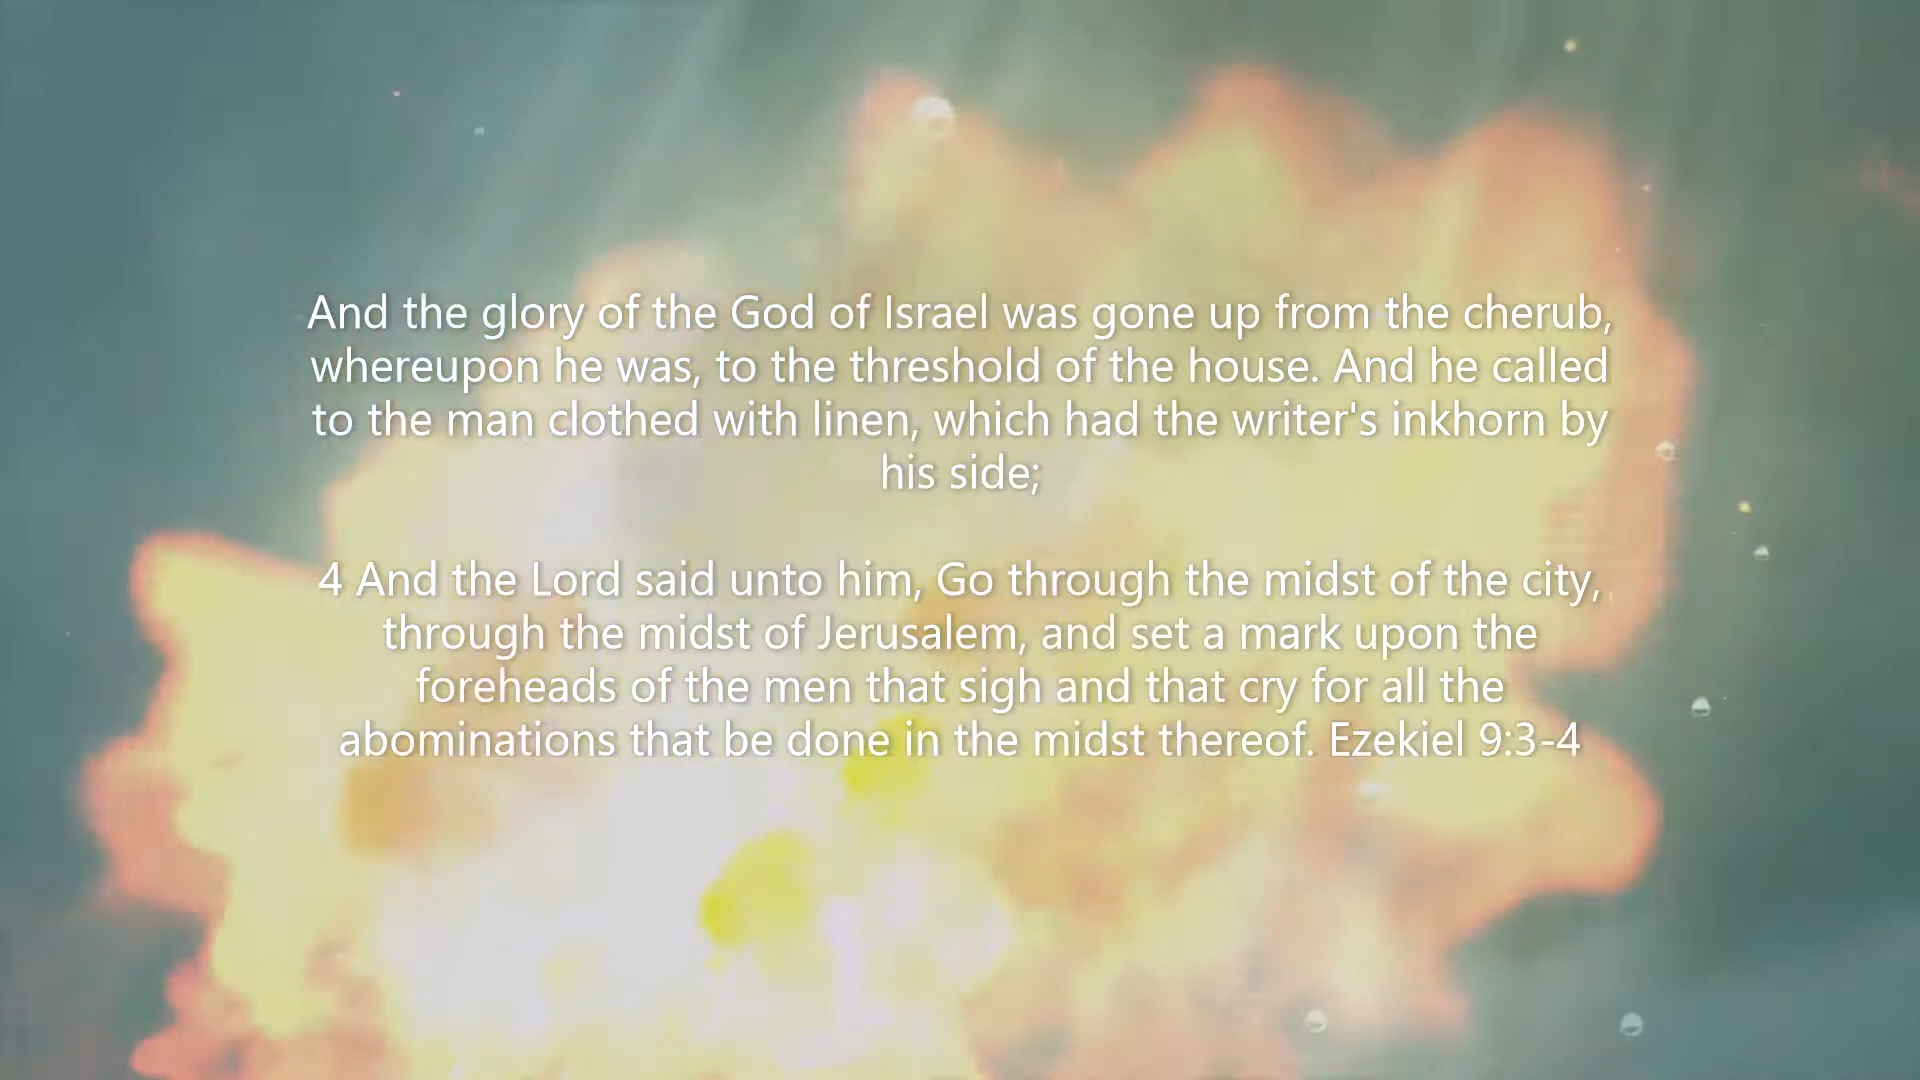 And the glory of the God of Israel was gone up from the cherub,
whereupon he was, to the threshold of the house. And he called
to the man clothed with linen, which had the writer's inkhorn by
his side;
4 And the Lord said unto him, Go through the midst of the city,
through the midst of Jerusalem, and set a mark upon the
foreheads of the men that sigh and that cry for all the
abominations that be done in the midst thereof. Ezekiel 9:3-4